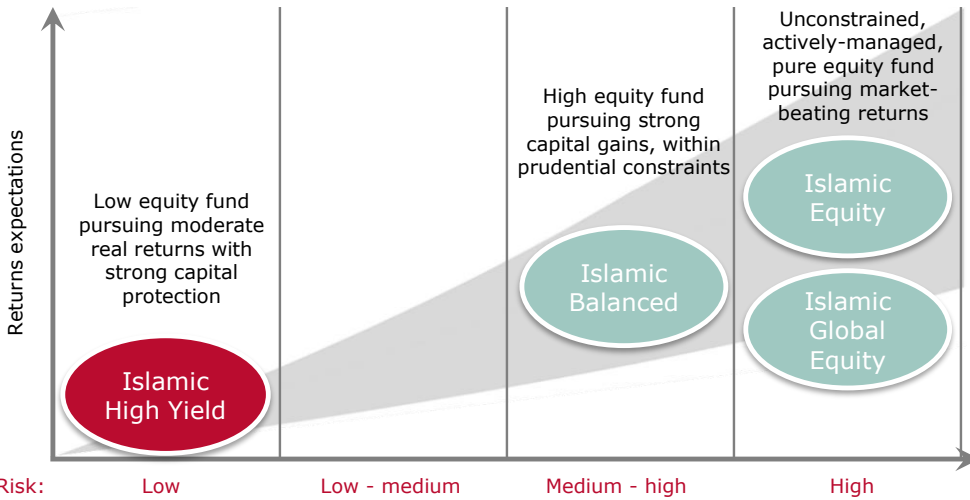 Returns expectations
Low equity fund
pursuing moderate
real returns with
strong capital
protection
Islamic
High Yield
High equity fund
pursuing strong
capital gains, within
prudential constraints
Islamic
Balanced
Unconstrained,
actively-managed,
pure equity fund
pursuing market-
beating returns
Islamic
Equity
Islamic
Global
Equity
Risk:
Low
Low - medium
Medium - high
High